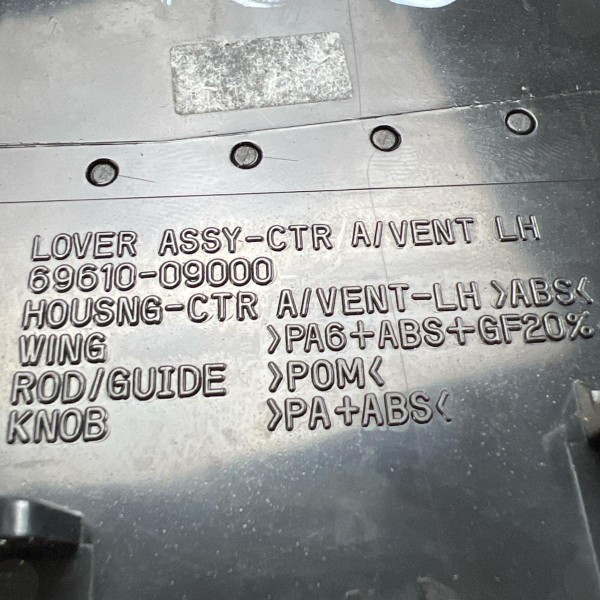 LOVER ASSY-CTR A/VENT LH
69610-09000
HOUSNG-CTR A/VENT-LH >ABS<
WING >PA6+ABS+GF20%
ROD/GUIDE >POM<
KNOB >PA+ABS<